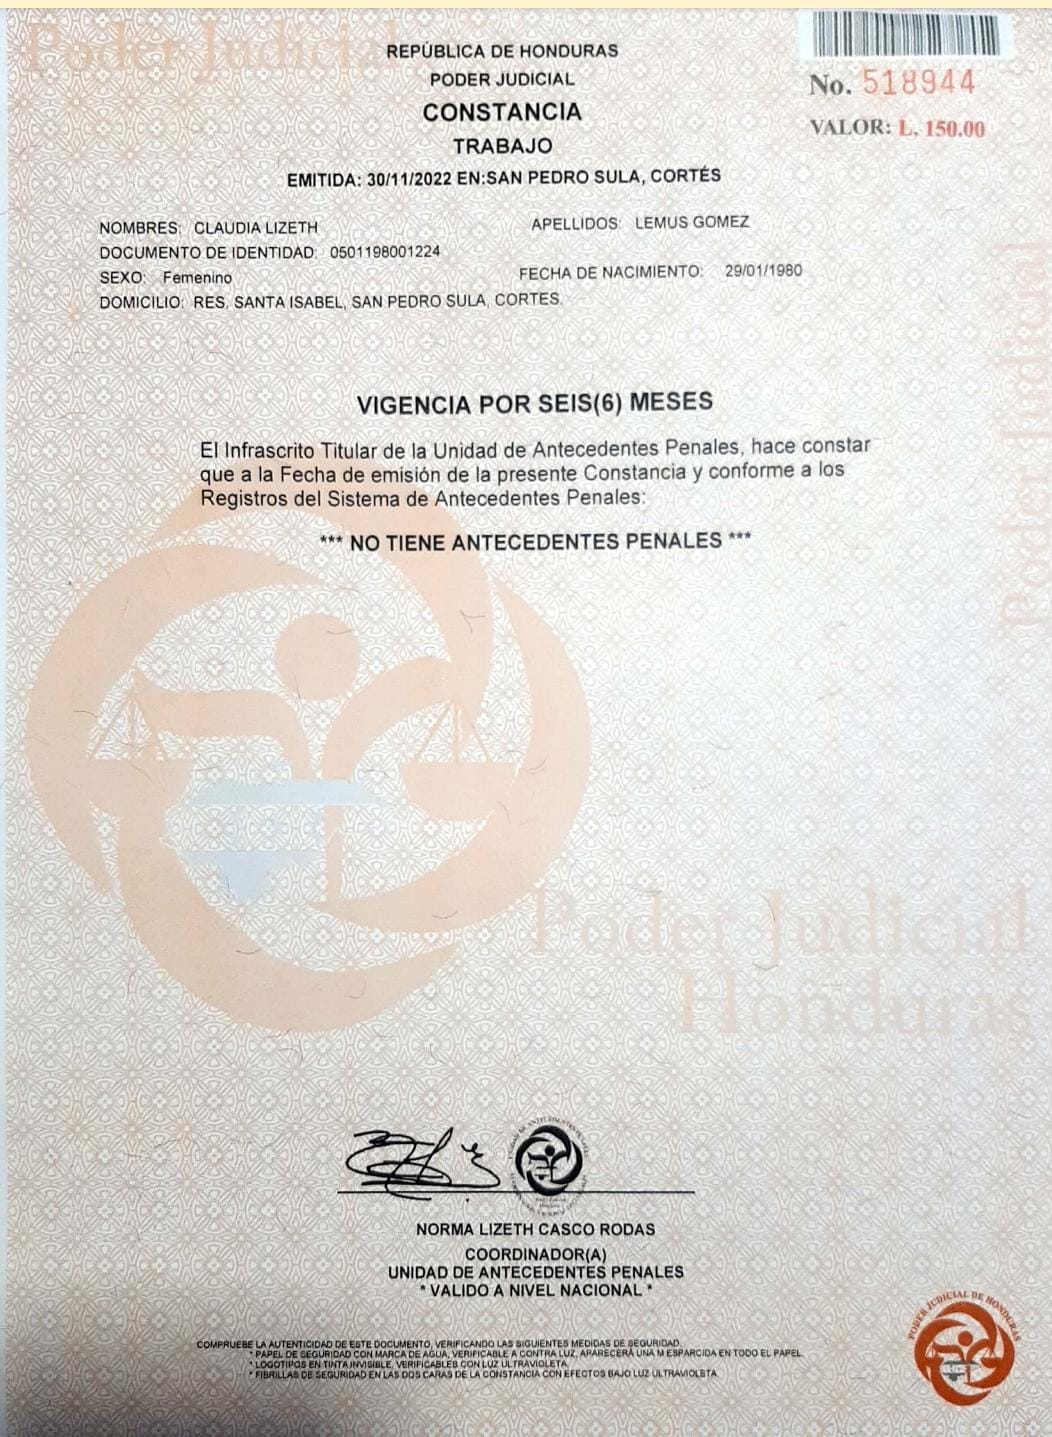 Poder Judicial
REPÚBLICA DE HONDURAS
PODER JUDICIAL
CONSTANCIA
TRABAJO
EMITIDA: 30/11/2022 EN:SAN PEDRO SULA, CORTÉS
No. 518944
VALOR: L. 150.00
NOMBRES: CLAUDIA LIZETH APELLIDOS: LEMUS GOMEZ
DOCUMENTO DE IDENTIDAD: 0501198001224
SEXO: Femenino FECHA DE NACIMIENTO: 29/01/1980
DOMICILIO: RES. SANTA ISABEL, SAN PEDRO SULA, CORTES.
Poder Judicial
VIGENCIA POR SEIS(6) MESES
El Infrascrito Titular de la Unidad de Antecedentes Penales, hace constar
que a la Fecha de emisión de la presente Constancia y conforme a los
Registros del Sistema de Antecedentes Penales:
*** NO TIENE ANTECEDENTES PENALES ***
Poder Judicial
Honduras
NORMA LIZETH CASCO RODAS
COORDINADOR(A)
UNIDAD DE ANTECEDENTES PENALES
* VALIDO A NIVEL NACIONAL *
COMPRUEBE LA AUTENTICIDAD DE ESTE DOCUMENTO, VERIFICANDO LAS SIGUIENTES MEDIDAS DE SEGURIDAD.
* PAPEL DE SEGURIDAD CON MARCA DE AGUA, VERIFICABLE A CONTRA LUZ, APARECERÁ UNA M ESPARCIDA EN TODO EL PAPEL.
* LOGOTIPOS EN TINTA INVISIBLE, VERIFICABLES CON LUZ ULTRAVIOLETA.
* FIBRILLAS DE SEGURIDAD EN LAS DOS CARAS DE LA CONSTANCIA CON EFECTOS BAJO LUZ ULTRAVIOLETA.
PODER JUDICIAL DE HONDURAS